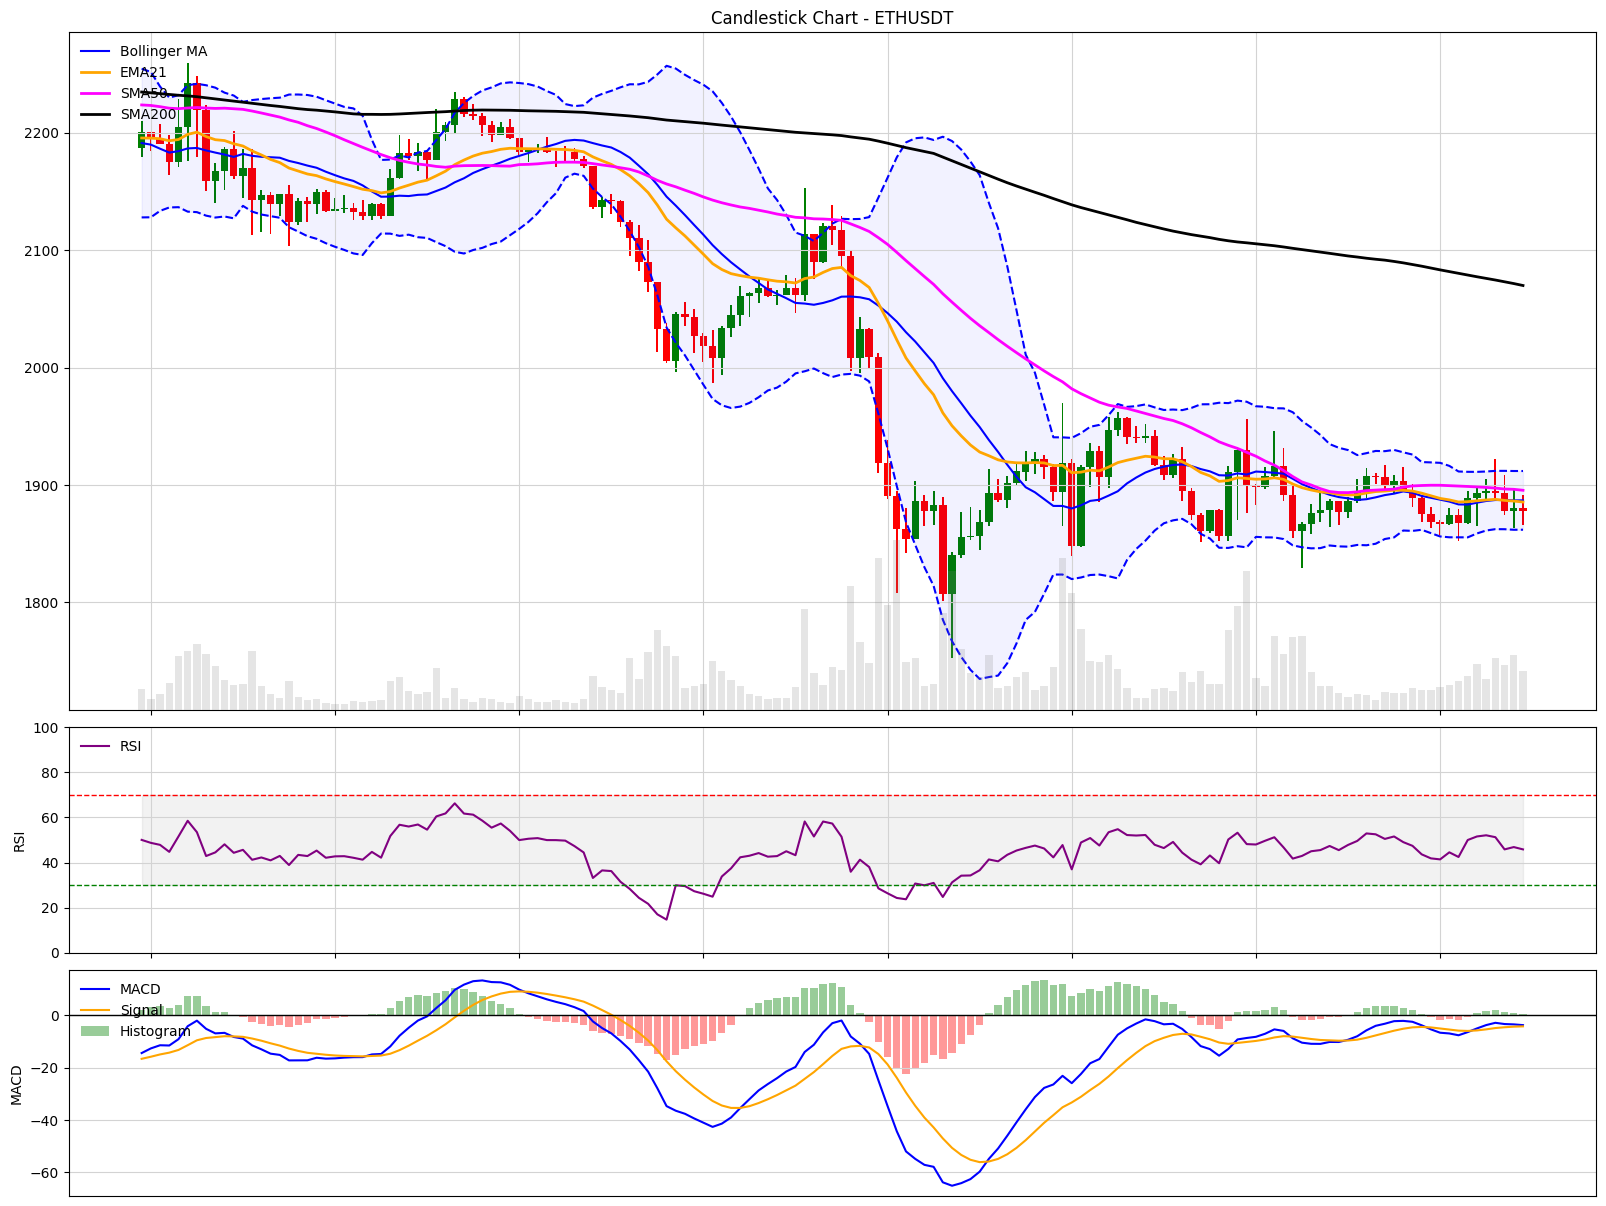 Candlestick Chart - ETHUSDT
Bollinger MA
EMA21
SMA50
SMA200
2200
2100
2000
1900
1800
100
80
60
40
20
0
RSI
RSI
0
−20
−40
−60
MACD
MACD
Signal
Histogram